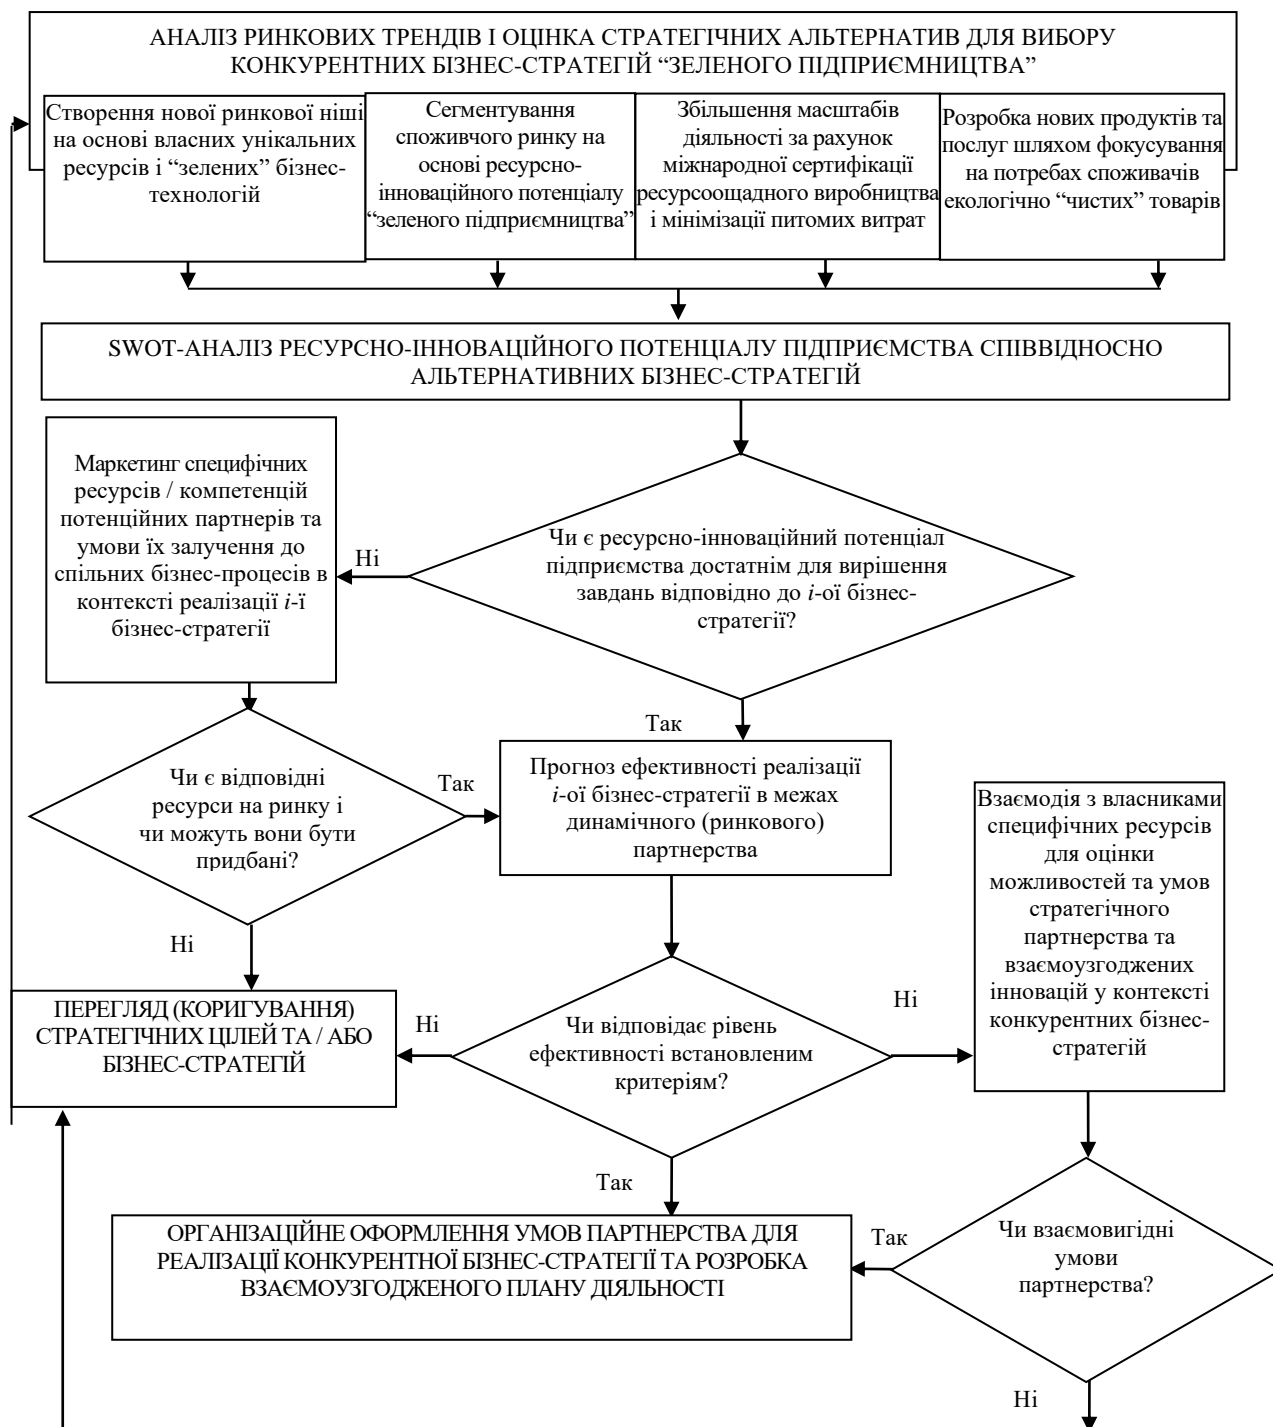 АНАЛІЗ РИНКОВИХ ТРЕНДІВ І ОЦІНКА СТРАТЕГІЧНИХ АЛЬТЕРНАТИВ ДЛЯ ВИБОРУ
КОНКУРЕНТНИХ БІЗНЕС-СТРАТЕГІЙ “ЗЕЛЕНОГО ПІДПРИЄМНИЦТВА”
Створення нової ринкової ніші
на основі власних унікальних
ресурсів і “зелених” бізнес-
технологій
Сегментування
споживчого ринку на
основі ресурсно-
інноваційного потенціалу
“зеленого підприємництва”
Збільшення масштабів
діяльності за рахунок
міжнародної сертифікації
ресурсоощадного виробництва
і мінімізації питомих витрат
Розробка нових продуктів та
послуг шляхом фокусування
на потребах споживачів
екологічно “чистих” товарів
SWOT-АНАЛІЗ РЕСУРСНО-ІННОВАЦІЙНОГО ПОТЕНЦІАЛУ ПІДПРИЄМСТВА СПІВВІДНОСНО
АЛЬТЕРНАТИВНИХ БІЗНЕС-СТРАТЕГІЙ
Маркетинг специфічних
ресурсів / компетенцій
потенційних партнерів та
умови їх залучення до
спільних бізнес-процесів в
контексті реалізації і-ї
бізнес-стратегії
Ні
Чи є ресурсно-інноваційний потенціал
підприємства достатнім для вирішення
завдань відповідно до і-ої бізнес-
стратегії?
Так
Чи є відповідні
ресурси на ринку і
чи можуть вони бути
придбані?
Так
Прогноз ефективності реалізації
і-ої бізнес-стратегії в межах
динамічного (ринкового)
партнерства
Взаємодія з власниками
специфічних ресурсів
для оцінки
можливостей та умов
стратегічного
партнерства та
взаємоузгоджених
інновацій у контексті
конкурентних бізнес-
стратегій
Ні
ПЕРЕГЛЯД (КОРИГУВАННЯ)
СТРАТЕГІЧНИХ ЦІЛЕЙ ТА / АБО
БІЗНЕС-СТРАТЕГІЙ
Ні
Чи відповідає рівень
ефективності встановленим
критеріям?
Ні
Так
ОРГАНІЗАЦІЙНЕ ОФОРМЛЕННЯ УМОВ ПАРТНЕРСТВА ДЛЯ
РЕАЛІЗАЦІЇ КОНКУРЕНТНОЇ БІЗНЕС-СТРАТЕГІЇ ТА РОЗРОБКА
ВЗАЄМОУЗГОДЖЕНОГО ПЛАНУ ДІЯЛЬНОСТІ
Так
Чи взаємовигідні
умови
партнерства?
Ні